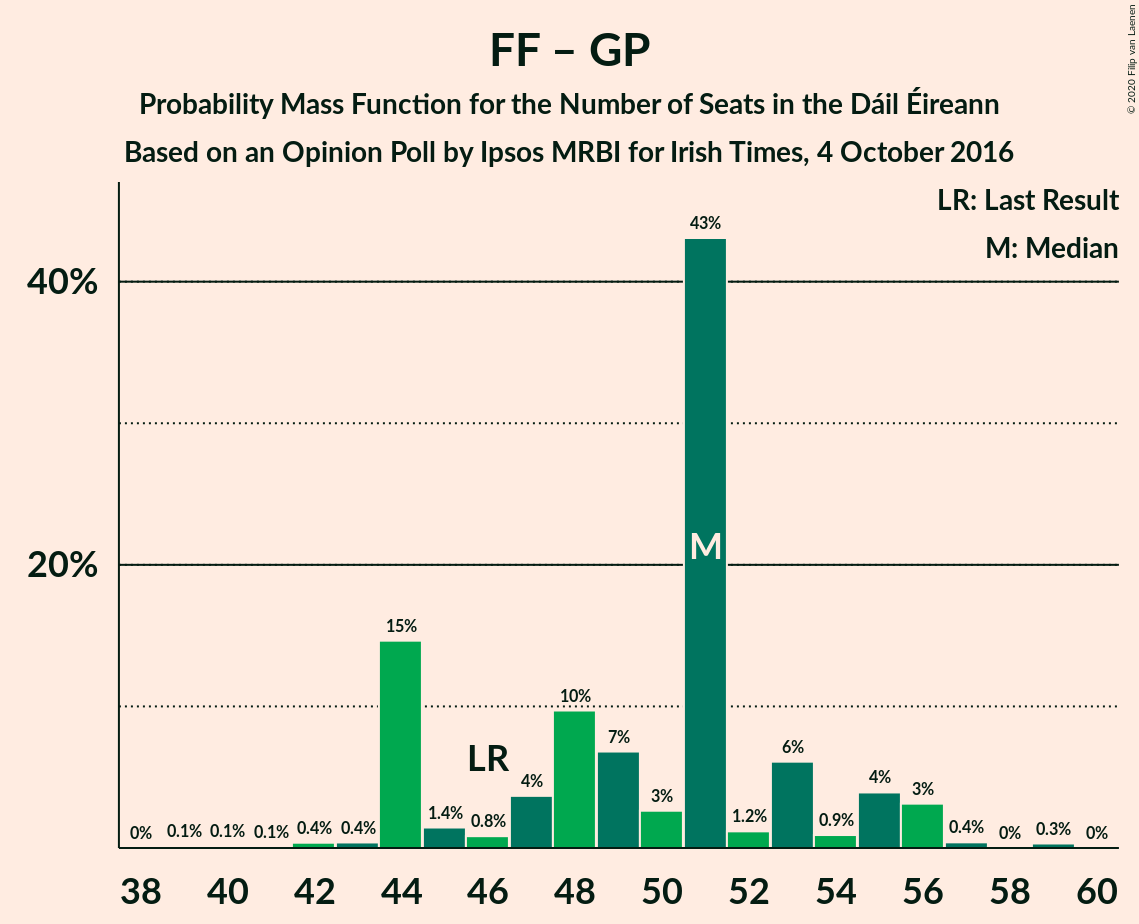 FF – GP
Probability Mass Function for the Number of Seats in the Dáil Éireann
Based on an Opinion Poll by Ipsos MRBI for Irish Times, 4 October 2016
© 2020 Filip van Laenen
LR: Last Result
M: Median
40%
20%
0% 0.1% 0.1% 0.1% 0.4% 0.4% 15% 1.4% 0.8% 4% 10% 7% 3% 43% 1.2% 6% 0.9% 4% 3% 0.4% 0% 0.3% 0%
LR
M
38 40 42 44 46 48 50 52 54 56 58 60